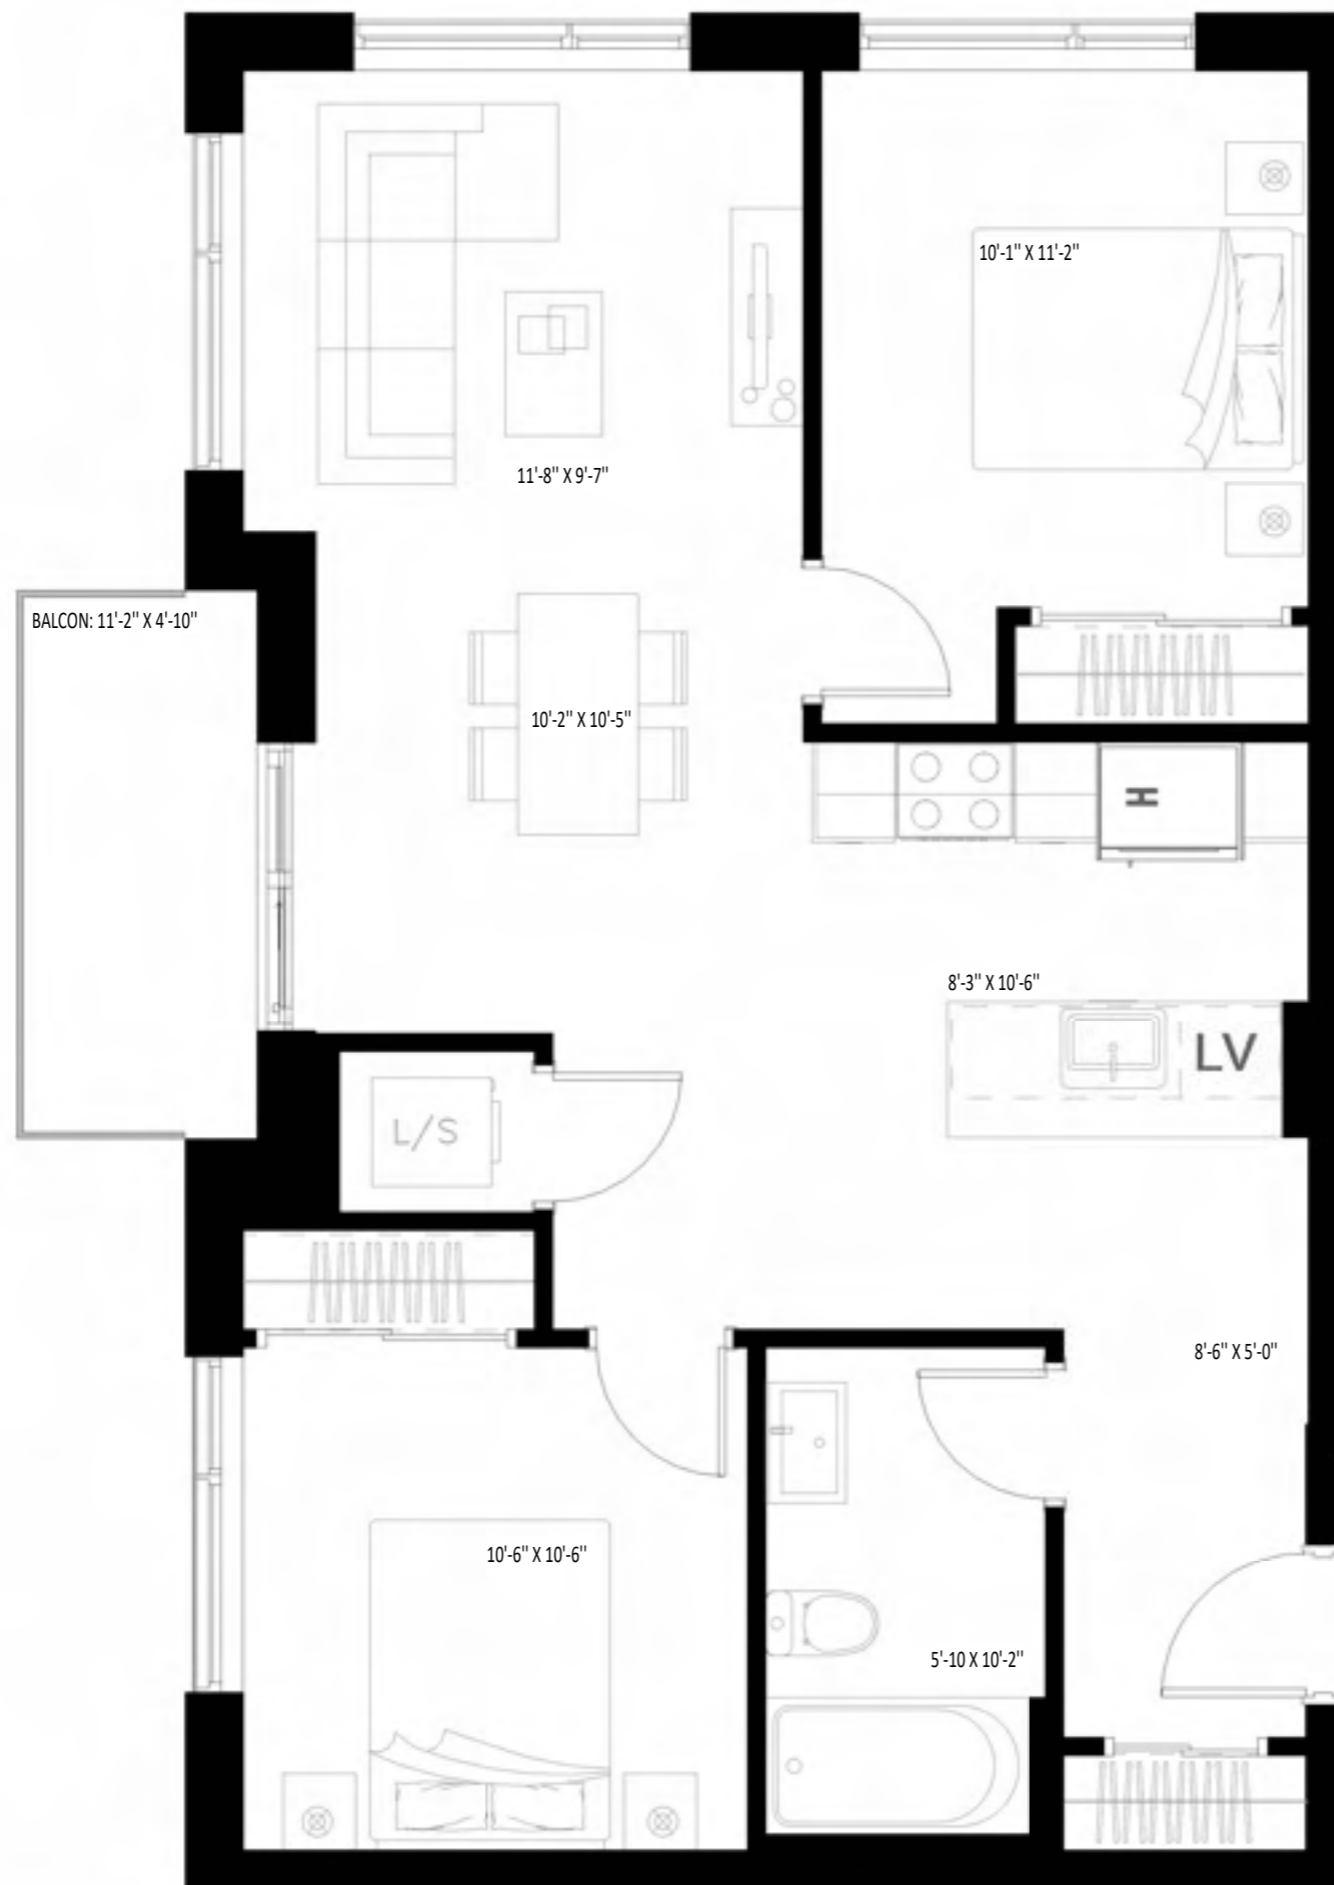 10'-1" X 11'-2"
11'-8" X 9'-7"
BALCON: 11'-2" X 4'-10"
10'-2" X 10'-5"
H
8'-3" X 10'-6"
LV
L/S
8'-6" X 5'-0"
10'-6" X 10'-6"
5'-10 X 10'-2"